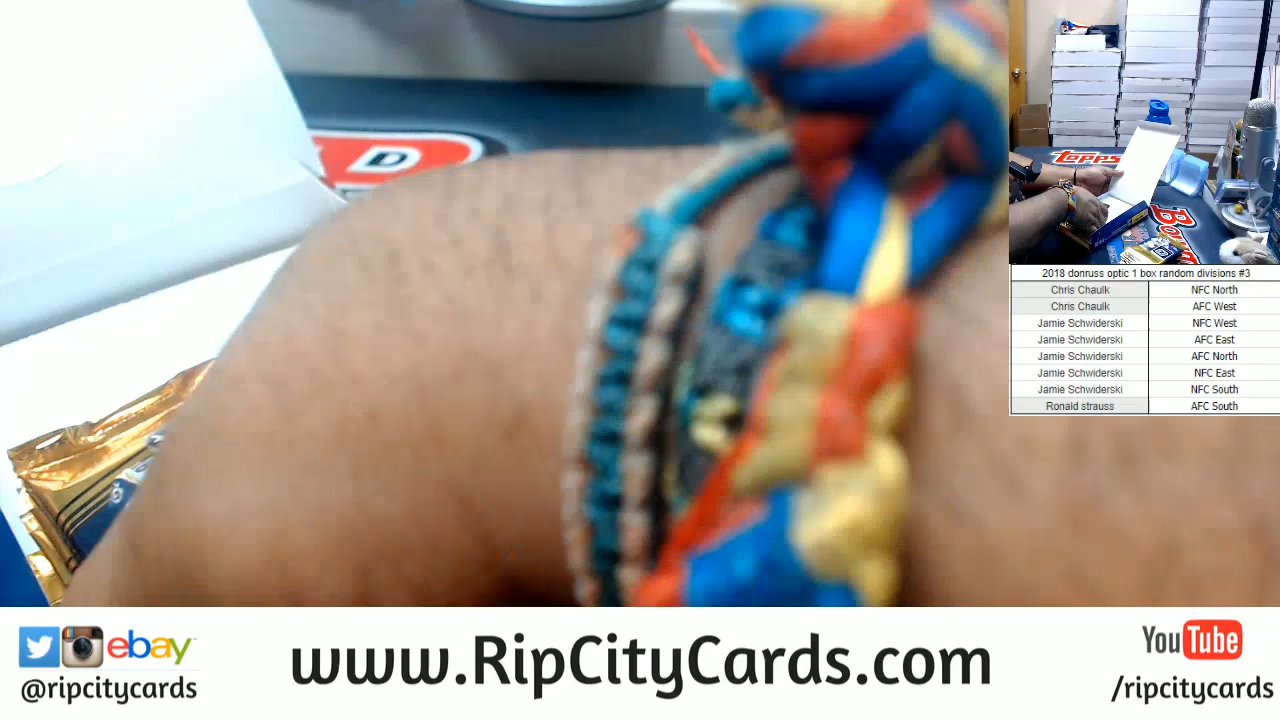 D
TOPPS
2018 donruss optic 1 box random divisions #3
Chris Chaulk NFC North
Chris Chaulk AFC West
Jamie Schwiderski NFC West
Jamie Schwiderski AFC East
Jamie Schwiderski AFC North
Jamie Schwiderski NFC East
Jamie Schwiderski NFC South
Ronald strauss AFC South
ebay
@ripcitycards
www.RipCityCards.com
YouTube
/ripcitycards